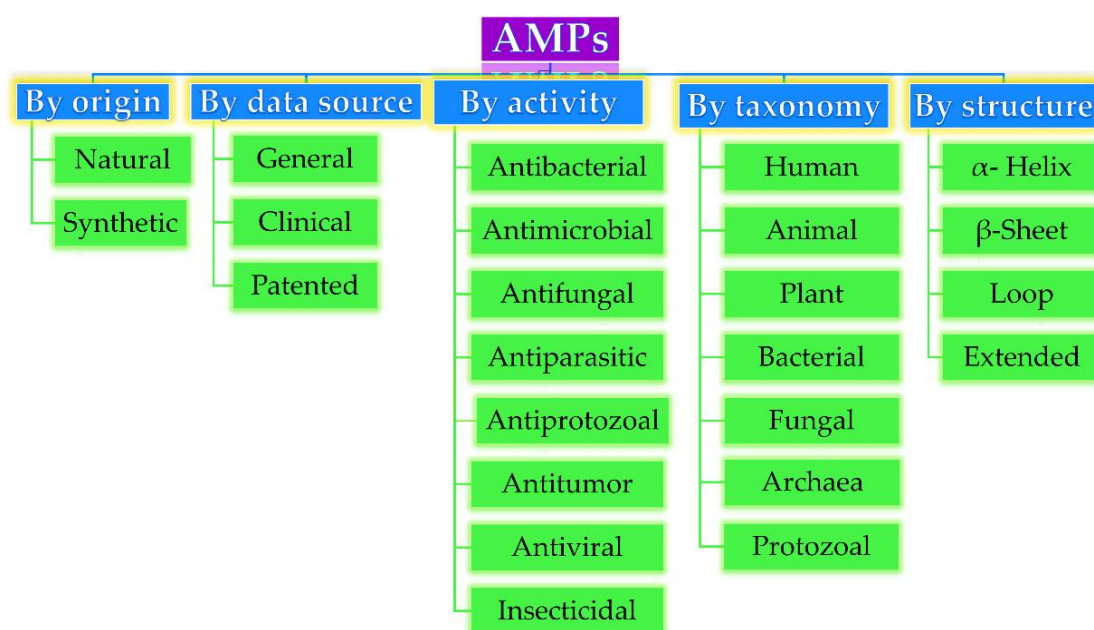 AMPs
By origin
Natural
Synthetic
By data source
General
Clinical
Patented
By activity
Antibacterial
Antimicrobial
Antifungal
Antiparasitic
Antiprotozoal
Antitumor
Antiviral
Insecticidal
By taxonomy
Human
Animal
Plant
Bacterial
Fungal
Archaea
Protozoal
By structure
α- Helix
β-Sheet
Loop
Extended